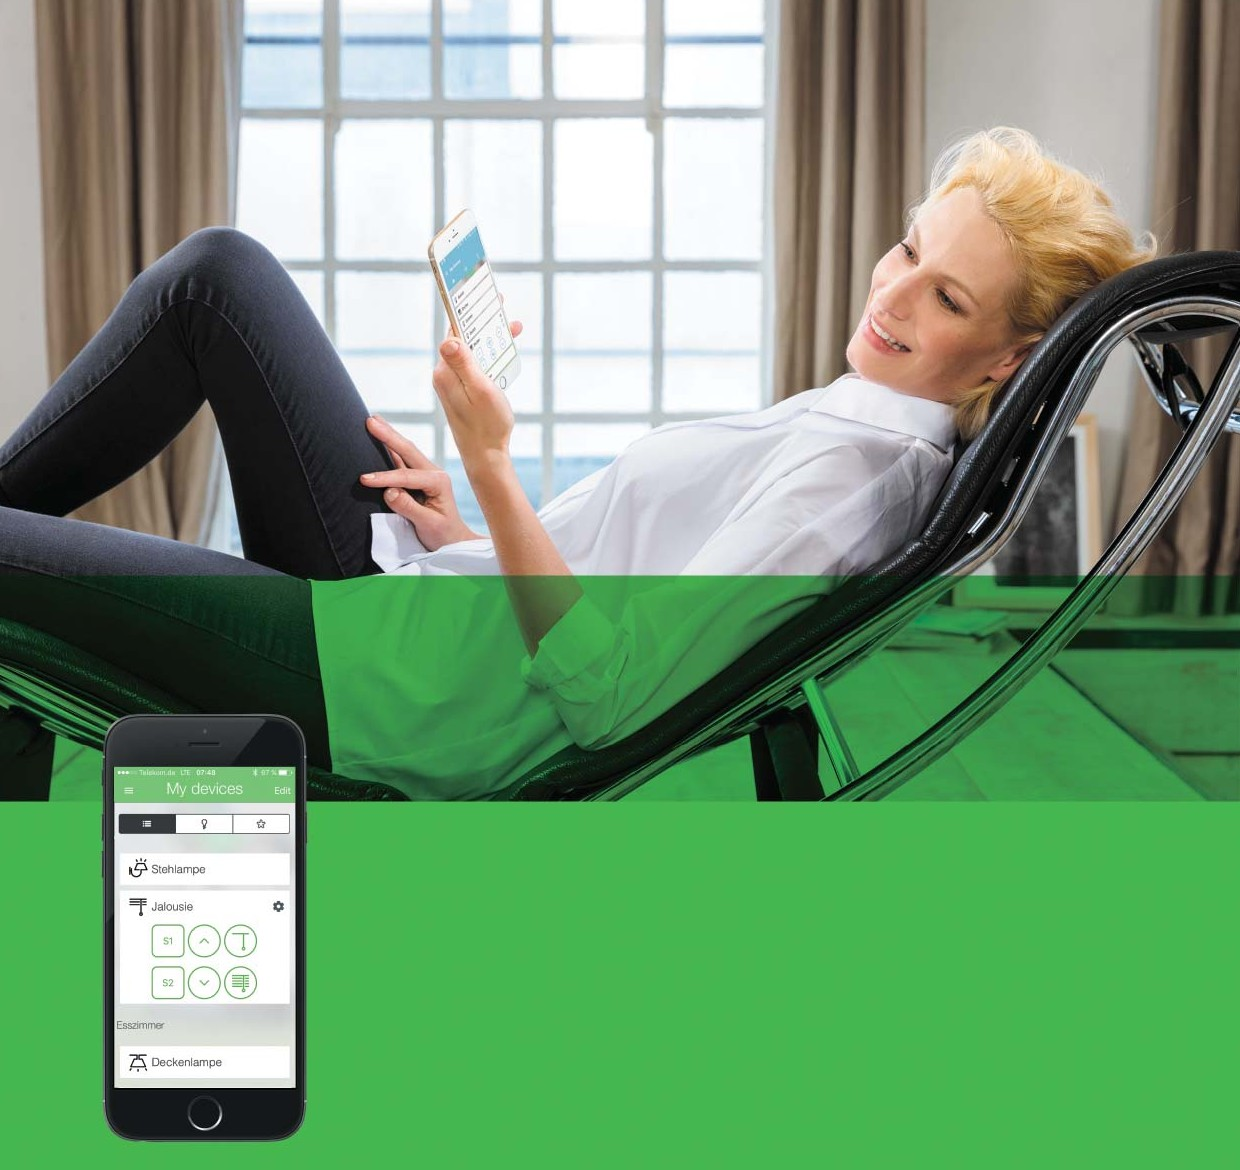 Telekom.de LTE 07:48 67 %
My devices Edit
Stehlampe
Jalousie
S1
S2
Esszimmer
Deckenlampe